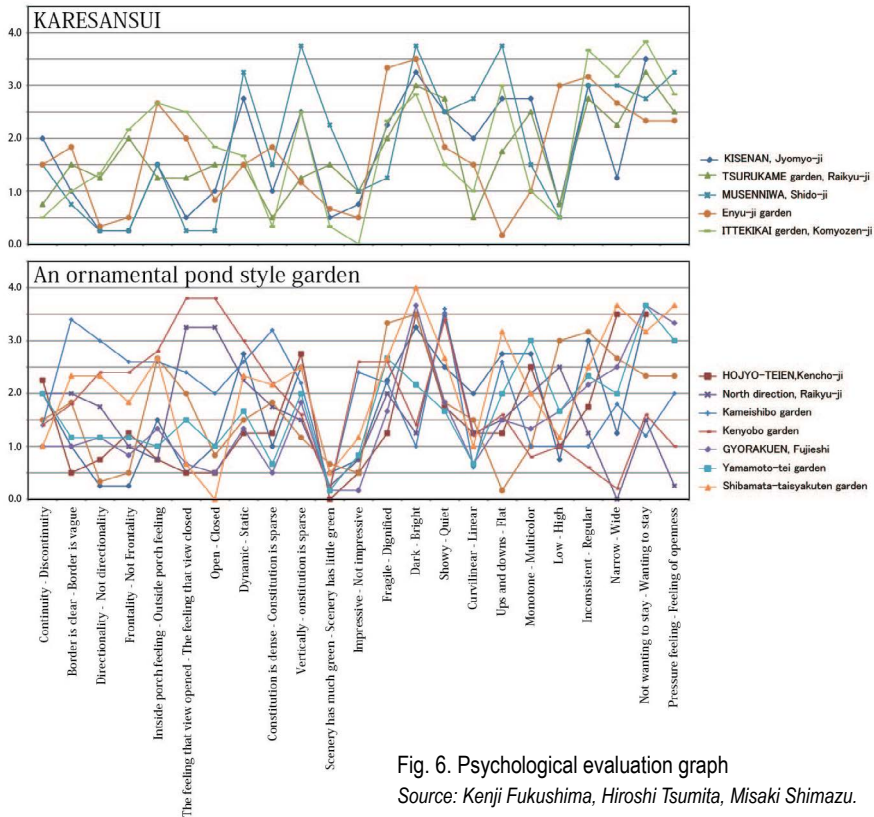 KARESANSUI
4.0
3.0
2.0
1.0
0.0
KISENAN, Jyomyo-ji
TSURUKAME garden, Raikyu-ji
MUSENNIWA, Shido-ji
Enyu-ji garden
ITTEKIKAI gerden, Komyozen-ji
An ornamental pond style garden
4.0
3.0
2.0
1.0
0.0
HOJYO-TEIEN,Kencho-ji
North direction, Raikyu-ji
Kameishibo garden
Kenyobo garden
GYORAKUEN, Fujieshi
Yamamoto-tei garden
Shibamata-taisyakuten garden
Continuity - Discontinuity
Border is clear - Border is vague
Directionality - Not directionality
Frontality - Not Frontality
Intside porch feeling - Outside porch feeling
The feeling that view opened - The feeling that view closed
Open - Closed
Dynamic - Static
Constitution is dense - Constitution is sparse
Vertically - onstitution is sparse
Scenery has much green - Scenery has little green
Impressive - Not impressive
Fragile - Dignified
Dark - Bright
Showy - Quiet
Curvilinear - Linear
Ups and downs - Flat
Monotone - Multicolor
Low - High
Inconsistent - Regular
Narrow - Wide
Not wanting to stay - Wanting to stay
Pressure feeling - Feeling of openness
Fig. 6. Psychological evaluation graph
Source: Kenji Fukushima, Hiroshi Tsumita, Misaki Shimazu.